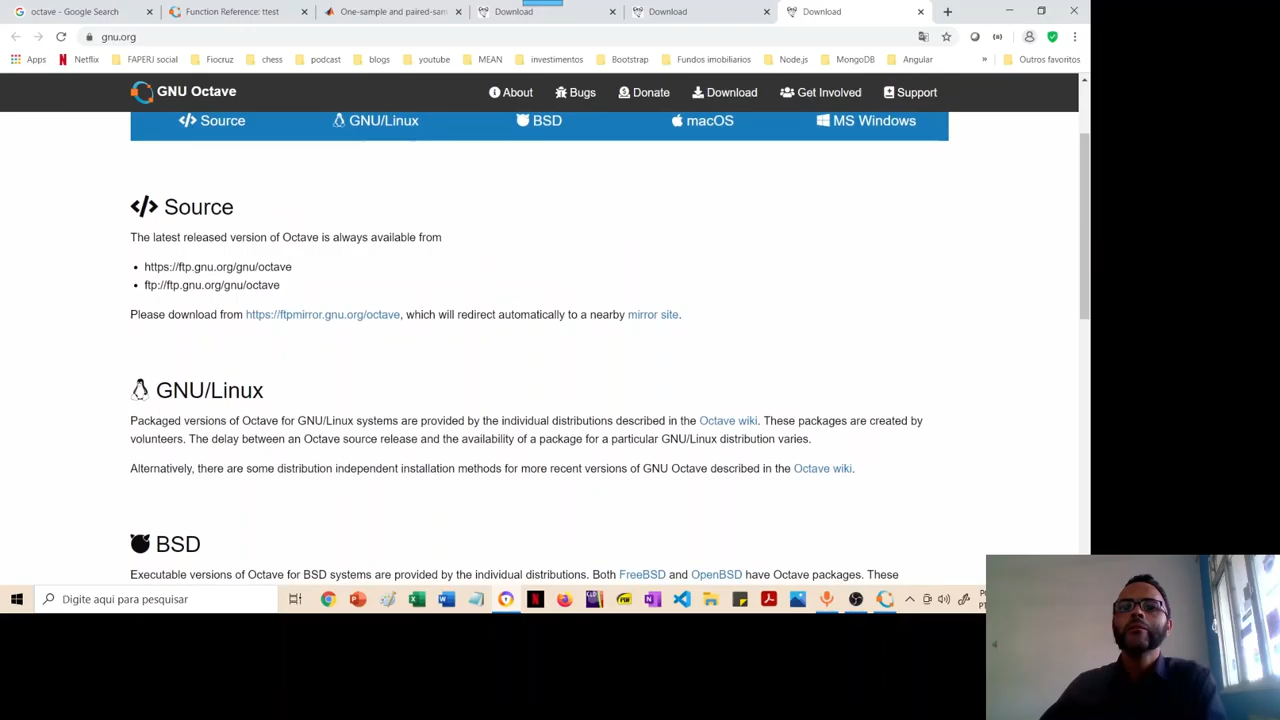 octave - Google Search
Function Reference: ttest
One-sample and paired-sam
Download
Download
Download
gnu.org
Apps
Netflix
FAPERJ social
Fiocruz
chess
podcast
blogs
youtube
MEAN
investimentos
Bootstrap
Fundos imobiliarios
Node.js
MongoDB
Angular
»
Outros favoritos
GNU Octave
About
Bugs
Donate
Download
Get Involved
Support
Source
GNU/Linux
BSD
macOS
MS Windows
</> Source
The latest released version of Octave is always available from
• https://ftp.gnu.org/gnu/octave
• ftp://ftp.gnu.org/gnu/octave
Please download from https://ftpmirror.gnu.org/octave, which will redirect automatically to a nearby mirror site.
GNU/Linux
Packaged versions of Octave for GNU/Linux systems are provided by the individual distributions described in the Octave wiki. These packages are created by
volunteers. The delay between an Octave source release and the availability of a package for a particular GNU/Linux distribution varies.
Alternatively, there are some distribution independent installation methods for more recent versions of GNU Octave described in the Octave wiki.
BSD
Executable versions of Octave for BSD systems are provided by the individual distributions. Both FreeBSD and OpenBSD have Octave packages. These
Digite aqui para pesquisar